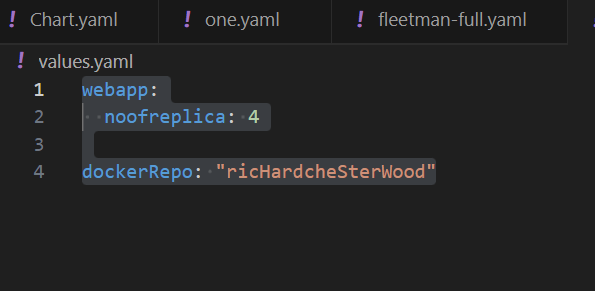 ! Chart.yaml ! one.yaml ! fleetman-full.yaml
! values.yaml
1 webapp:
2 noofreplica: 4
3
4 dockerRepo: "ricHardcheSterWood"